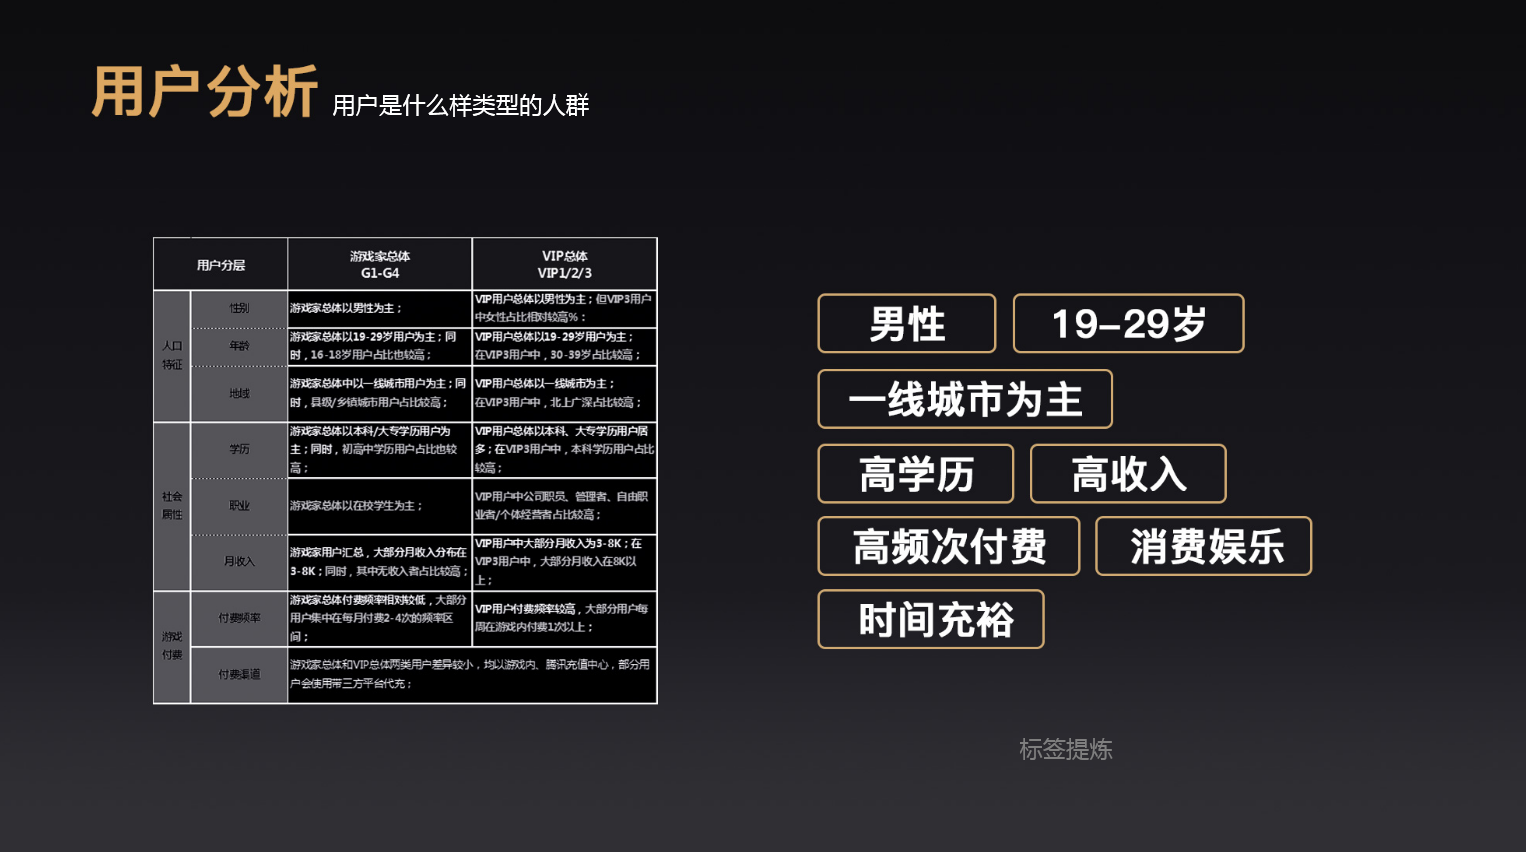 用户分析 用户是什么样类型的人群
用户分层
游戏家总体
G1-G4
VIP总体
VIP1/2/3
人口
特征
性别
游戏家总体以男性为主；
VIP用户总体以男性为主；但VIP3用户
中女性占比相对较高%：
年龄
游戏家总体以19-29岁用户为主；同
时，16-18岁用户占比也较高；
VIP用户总体以19-29岁用户为主；
在VIP3用户中，30-39岁占比较高；
地域
游戏家总体中以一线城市用户为主；同
时，县级/乡镇城市用户占比较高；
VIP用户总体以一线城市为主；
在VIP3用户中，北上广深占比较高；
社会
属性
学历
游戏家总体以本科/大专学历用户为
主；同时，初高中学历用户占比也较
高；
VIP用户总体以本科、大专学历用户居
多；在VIP3用户中，本科学历用户占比
较高；
职业
游戏家总体以在校学生为主；
VIP用户中公司职员、管理者、自由职
业者/个体经营者占比较高；
月收入
游戏家用户汇总，大部分月收入分布在
3-8K；同时，其中无收入者占比较高；
VIP用户中大部分月收入为3-8K；在
VIP3用户中，大部分月收入在8K以
上；
游戏
付费
付费频率
游戏家总体付费频率相对较低，大部分
用户集中在每月付费2-4次的频率区
间；
VIP用户付费频率较高，大部分用户每
周在游戏内付费1次以上；
付费渠道
游戏家总体和VIP总体两类用户差异较小，均以游戏内、腾讯充值中心，部分用
户会使用带三方平台代充；
男性
19-29岁
一线城市为主
高学历
高收入
高频次付费
消费娱乐
时间充裕
标签提炼